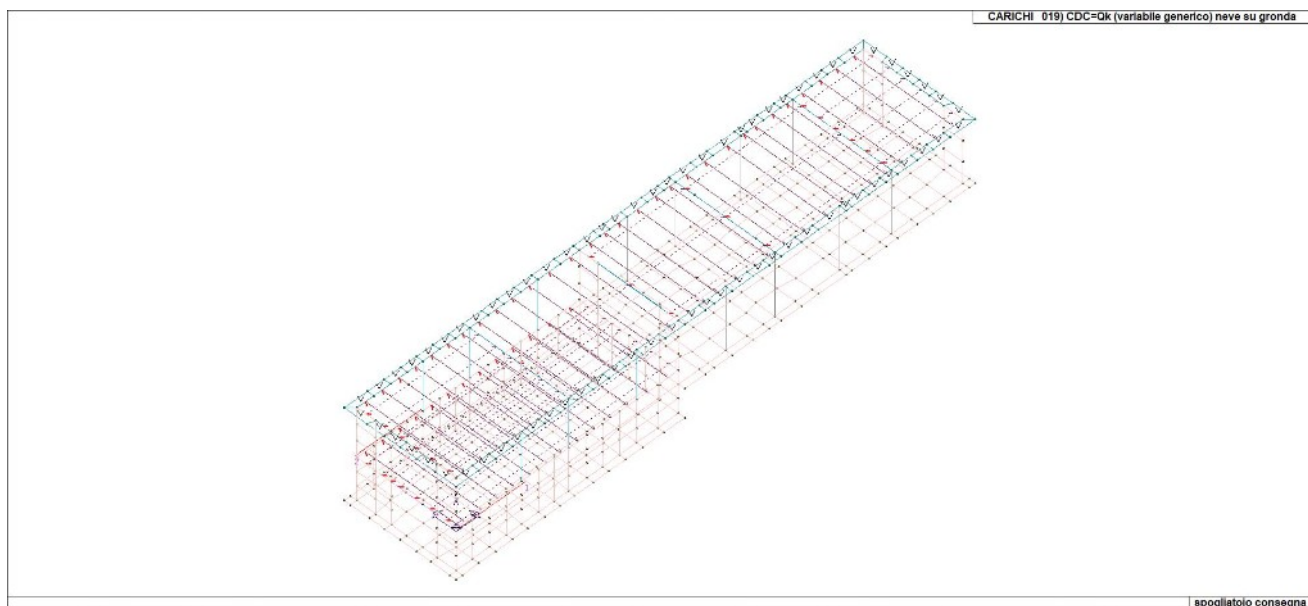 CARICHI 019) CDC=Qk (variabile generico) neve su gronda
spogliatoio consegna